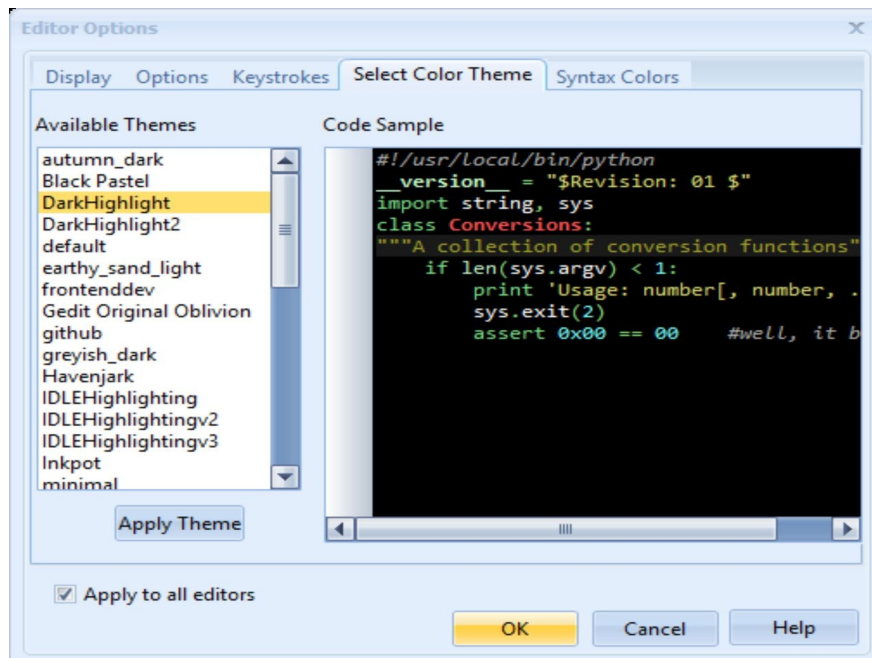 Editor Options
Display Options Keystrokes Select Color Theme Syntax Colors
Available Themes
autumn_dark
Black Pastel
DarkHighlight
DarkHighlight2
default
earthy_sand_light
frontenddev
Gedit Original Oblivion
github
greyish_dark
Havenjark
IDLEHighlighting
IDLEHighlightingv2
IDLEHighlightingv3
Inkpot
minimal
Apply Theme
Code Sample
#!/usr/local/bin/python
__version__ = "$Revision: 01 $"
import string, sys
class Conversions:
"""A collection of conversion functions"
if len(sys.argv) < 1:
print 'Usage: number[, number, .
sys.exit(2)
assert 0x00 == 00 #well, it b
Apply to all editors
OK Cancel Help